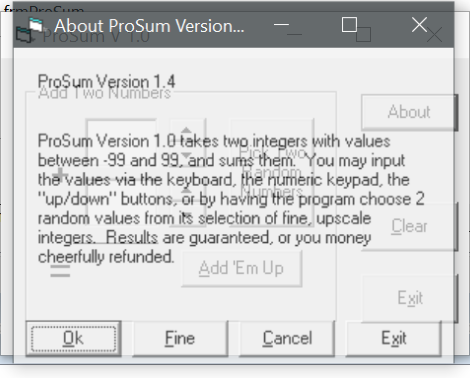 frmProSum
About ProSum Version...
ProSum V 1.0
ProSum Version 1.4
Add Two Numbers
About
ProSum Version 1.0 takes two integers with values
between -99 and 99, and sums them. You may input
the values via the keyboard, the numeric keypad, the
"up/down" buttons, or by having the program choose 2
random values from its selection of fine, upscale
integers. Results are guaranteed, or you money
cheerfully refunded.
+
Pick Two
Random
Numbers
Clear
=
Add 'Em Up
Exit
Ok
Fine
Cancel
Exit